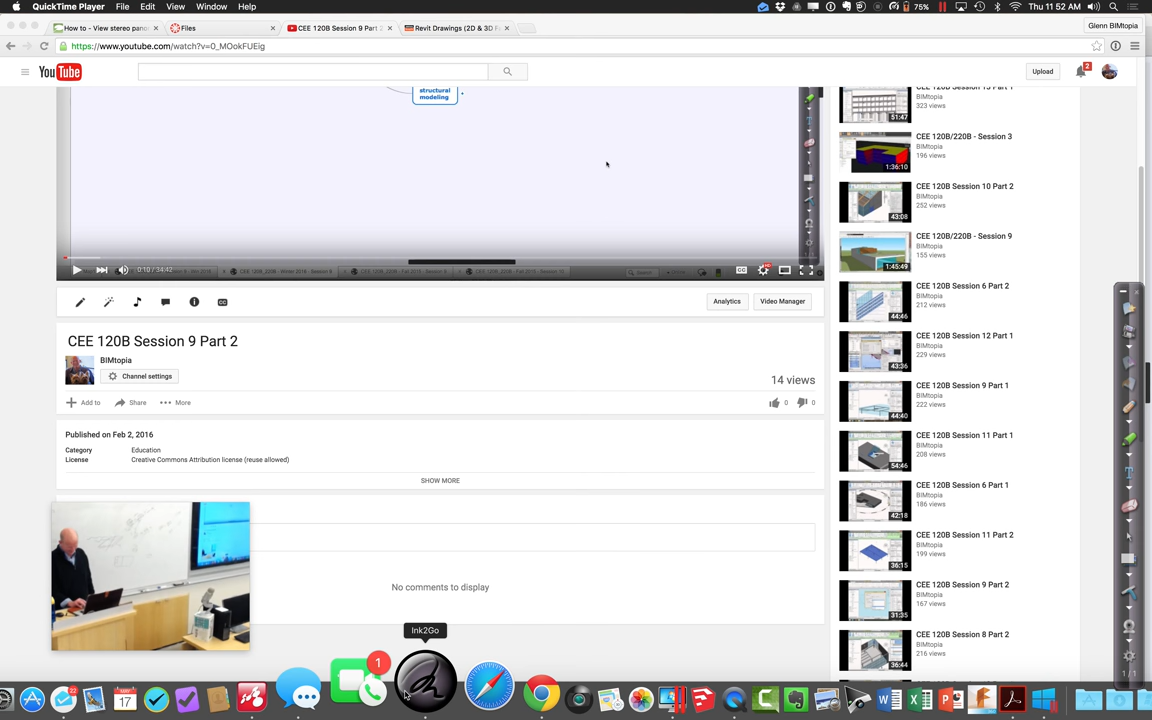 QuickTime Player File Edit View Window Help 75% Thu 11:52 AM
How to - View stereo pane × Files × CEE 120B Session 9 Part 2 × Revit Drawings (2D & 3D F × Glenn BIMtopia
https://www.youtube.com/watch?v=0_MOokFUEig
YouTube Upload 2
structural
modeling
0:10 / 34:42
Analytics Video Manager
CEE 120B Session 9 Part 2
BIMtopia
Channel settings
14 views
Add to Share More 0 0
Published on Feb 2, 2016
Category Education
License Creative Commons Attribution license (reuse allowed)
SHOW MORE
No comments to display
CEE 120B Session 13 Part 1
323 views
51:47
CEE 120B/220B - Session 3
BIMtopia
196 views
1:36:10
CEE 120B Session 10 Part 2
BIMtopia
252 views
43:08
CEE 120B/220B - Session 9
BIMtopia
155 views
1:45:49
CEE 120B Session 6 Part 2
BIMtopia
212 views
44:46
CEE 120B Session 12 Part 1
BIMtopia
229 views
43:36
CEE 120B Session 9 Part 1
BIMtopia
222 views
44:40
CEE 120B Session 11 Part 1
BIMtopia
208 views
54:46
CEE 120B Session 6 Part 1
BIMtopia
186 views
42:18
CEE 120B Session 11 Part 2
BIMtopia
199 views
36:15
CEE 120B Session 9 Part 2
BIMtopia
167 views
31:35
CEE 120B Session 8 Part 2
BIMtopia
216 views
36:44
1/1
Ink2Go
1
22
17